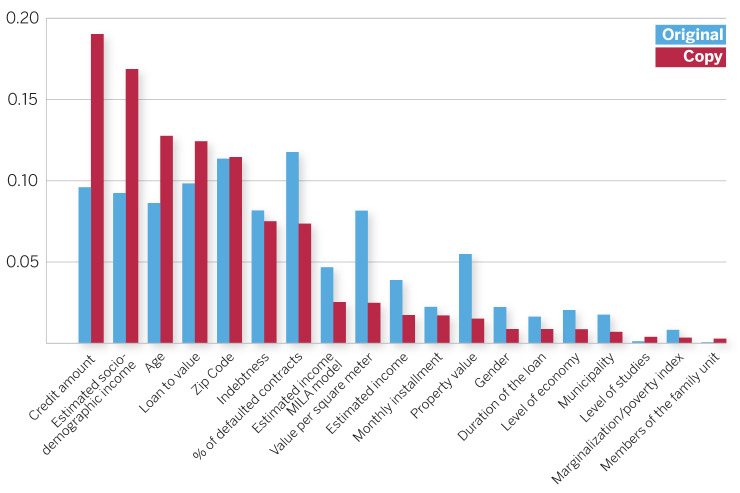 0.20
0.15
0.10
0.05
Original
Copy
Credit amount
Estimated socio-
demographic income
Age
Loan to value
Zip Code
Indebtness
% of defaulted contracts
Estimated income
MILA model
Value per square meter
Estimated income
Monthly installment
Property value
Gender
Duration of the loan
Level of economy
Municipality
Level of studies
Marginalization/poverty index
Members of the family unit